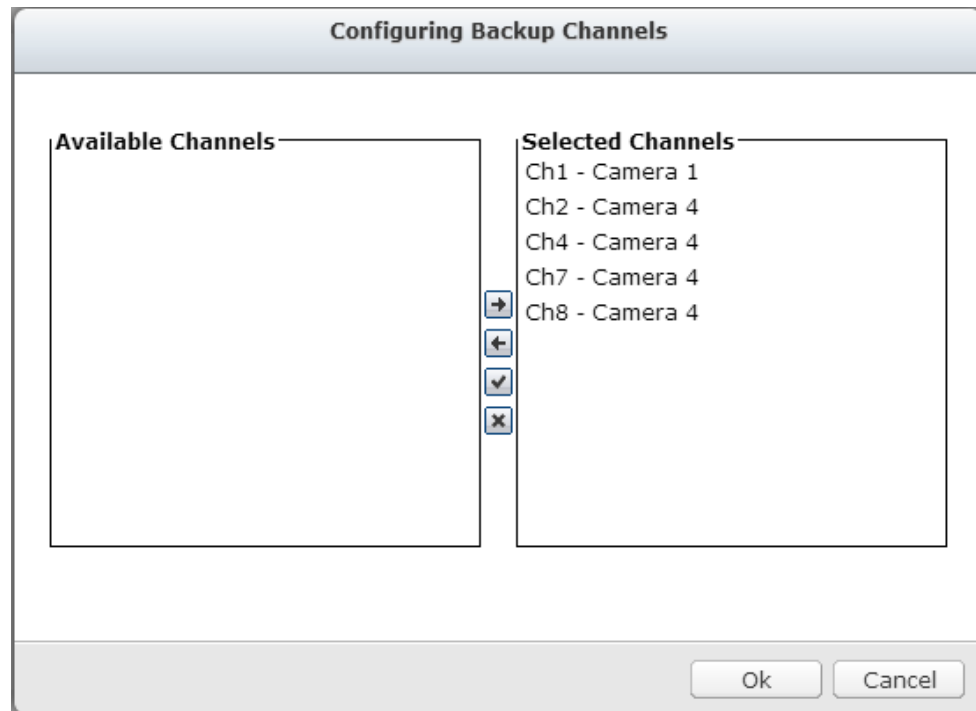 Configuring Backup Channels
Available Channels
Selected Channels
Ch1 - Camera 1
Ch2 - Camera 4
Ch4 - Camera 4
Ch7 - Camera 4
Ch8 - Camera 4
Ok
Cancel